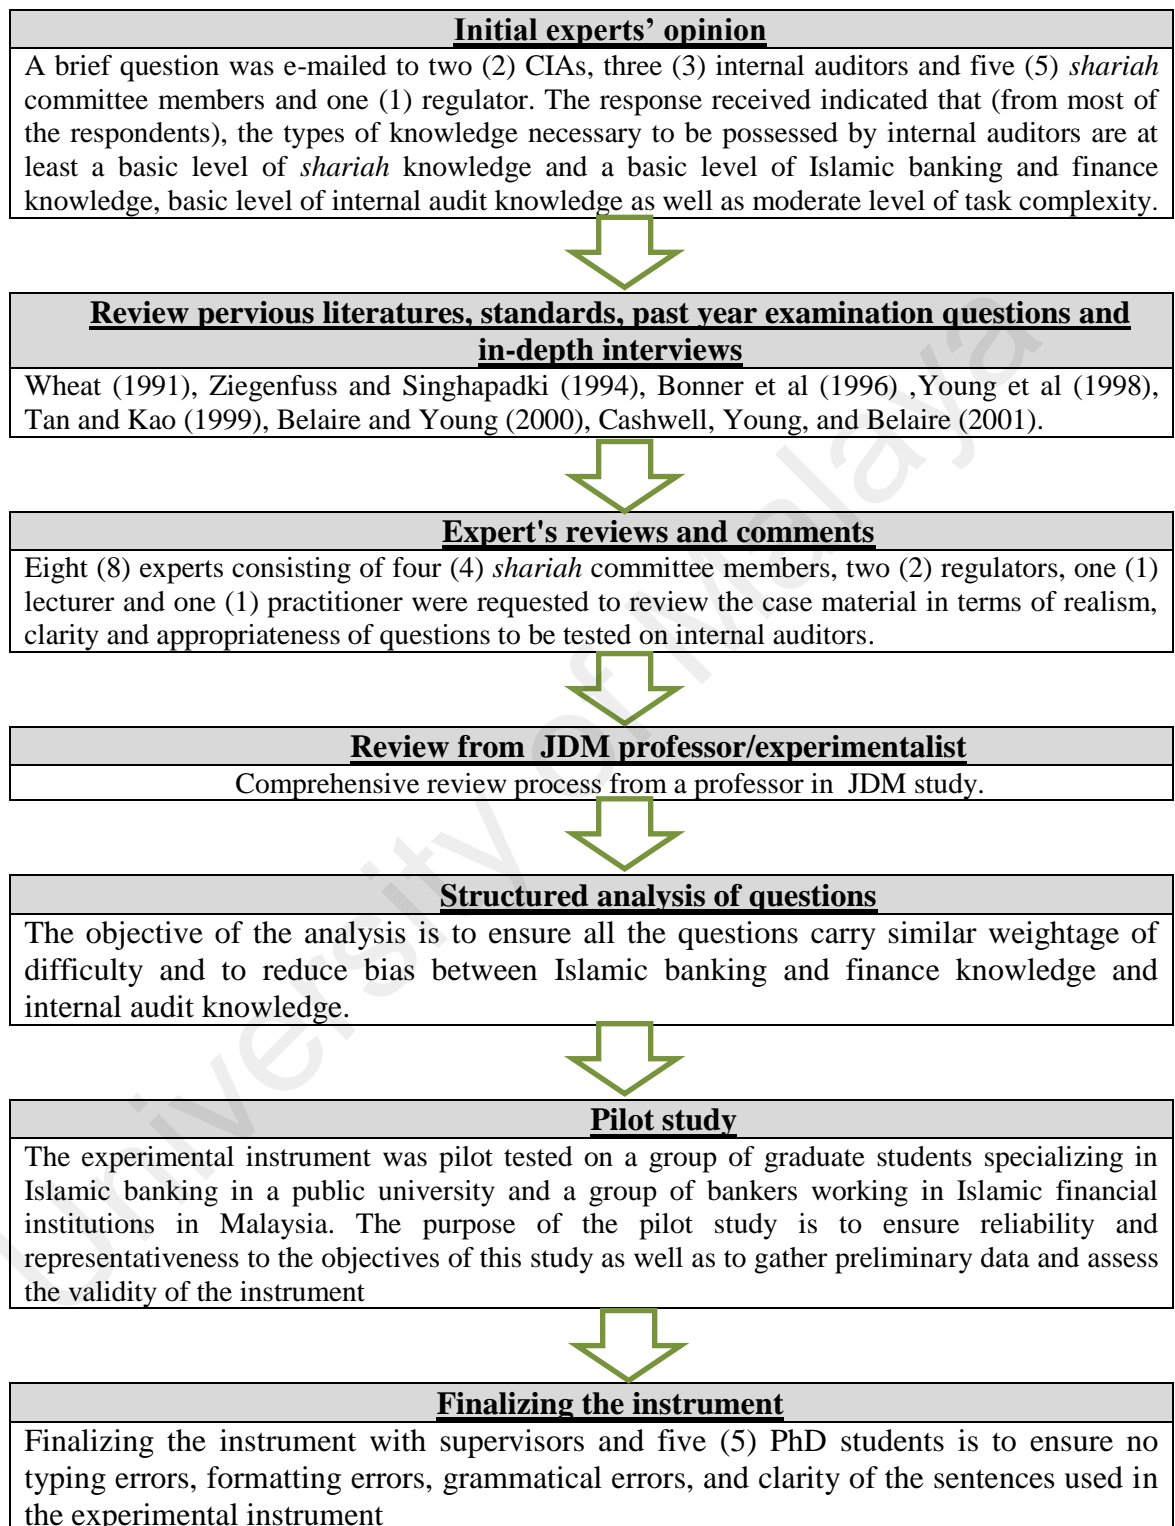 Initial experts' opinion
A brief question was e-mailed to two (2) CIAs, three (3) internal auditors and five (5) shariah
committee members and one (1) regulator. The response received indicated that (from most of
the respondents), the types of knowledge necessary to be possessed by internal auditors are at
least a basic level of shariah knowledge and a basic level of Islamic banking and finance
knowledge, basic level of internal audit knowledge as well as moderate level of task complexity.
Review pervious literatures, standards, past year examination questions and
in-depth interviews
Wheat (1991), Ziegenfuss and Singhapadki (1994), Bonner et al (1996) ,Young et al (1998),
Tan and Kao (1999), Belaire and Young (2000), Cashwell, Young, and Belaire (2001).
Expert's reviews and comments
Eight (8) experts consisting of four (4) shariah committee members, two (2) regulators, one (1)
lecturer and one (1) practitioner were requested to review the case material in terms of realism,
clarity and appropriateness of questions to be tested on internal auditors.
Review from JDM professor/experimentalist
Comprehensive review process from a professor in JDM study.
Structured analysis of questions
The objective of the analysis is to ensure all the questions carry similar weightage of
difficulty and to reduce bias between Islamic banking and finance knowledge and
internal audit knowledge.
Pilot study
The experimental instrument was pilot tested on a group of graduate students specializing in
Islamic banking in a public university and a group of bankers working in Islamic financial
institutions in Malaysia. The purpose of the pilot study is to ensure reliability and
representativeness to the objectives of this study as well as to gather preliminary data and assess
the validity of the instrument
Finalizing the instrument
Finalizing the instrument with supervisors and five (5) PhD students is to ensure no
typing errors, formatting errors, grammatical errors, and clarity of the sentences used in
the experimental instrument
University of Malaya